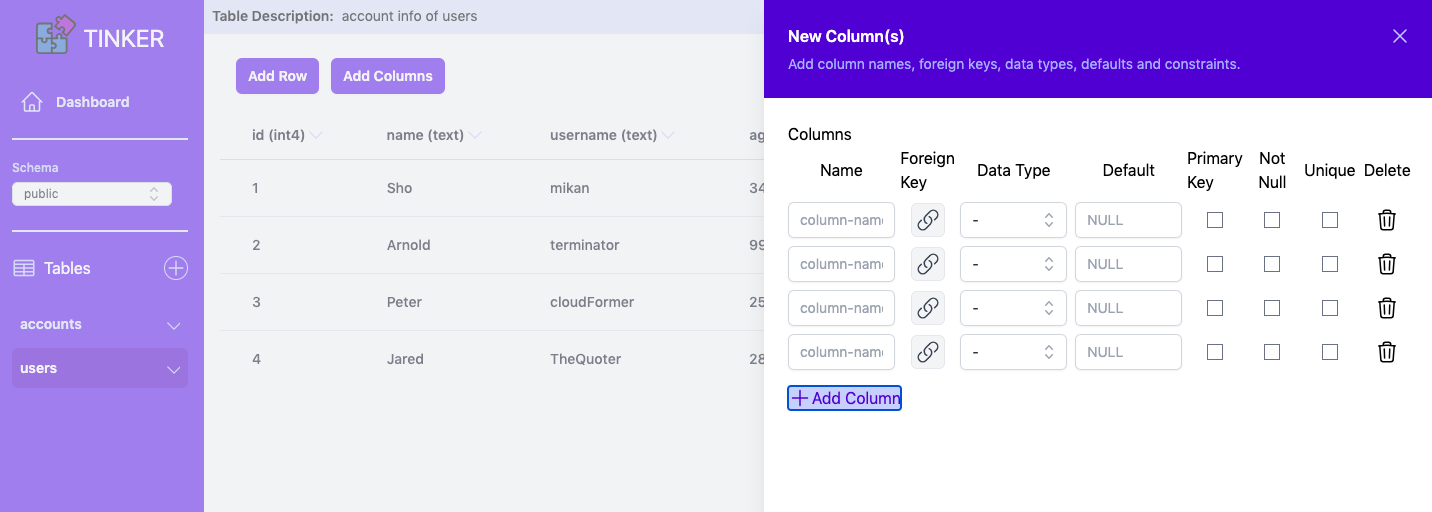 TINKER
Dashboard
Schema
public
Tables
accounts
users
Table Description: account info of users
Add Row Add Columns
id (int4) name (text) username (text) ag
1 Sho mikan 34
2 Arnold terminator 99
3 Peter cloudFormer 25
4 Jared TheQuoter 28
New Column(s)
Add column names, foreign keys, data types, defaults and constraints.
Columns
Name Foreign Key Data Type Default Primary Key Not Null Unique Delete
column-name - NULL
column-name - NULL
column-name - NULL
column-name - NULL
Add Column